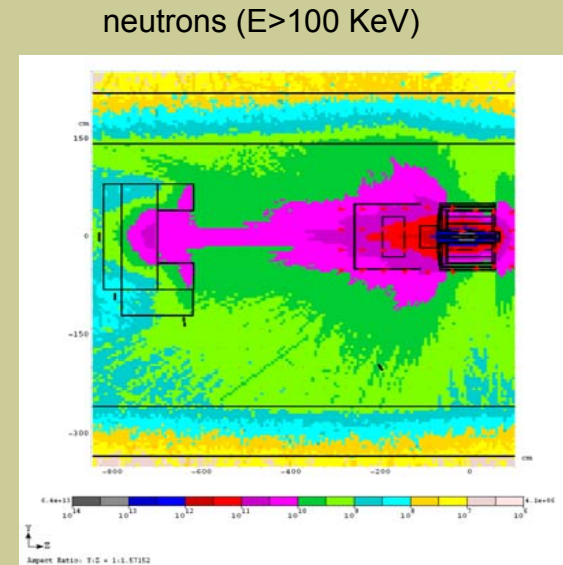 neutrons (E>100 KeV)
cm
150
0
-150
-300
-800 -600 -400 -200 0
cm
6.4e+13 4.1e+06
10^14 10^13 10^12 10^11 10^10 10^9 10^8 10^7 10^6
Y
Z
Aspect Ratio: Y:Z = 1:1.57152